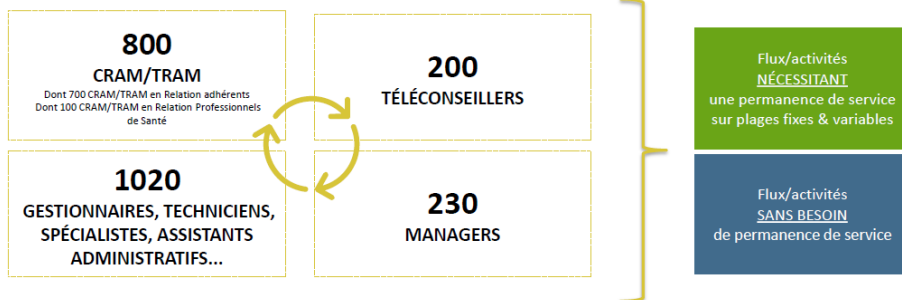 800
CRAM/TRAM
Dont 700 CRAM/TRAM en Relation adhérents
Dont 100 CRAM/TRAM en Relation Professionnels
de Santé
200
TÉLÉCONSEILLERS
1020
GESTIONNAIRES, TECHNICIENS,
SPÉCIALISTES, ASSISTANTS
ADMINISTRATIFS...
230
MANAGERS
Flux/activités
NÉCESSITANT
une permanence de service
sur plages fixes & variables
Flux/activités
SANS BESOIN
de permanence de service